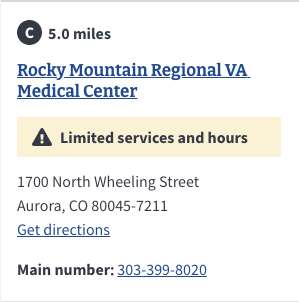 C 5.0 miles
Rocky Mountain Regional VA
Medical Center
Limited services and hours
1700 North Wheeling Street
Aurora, CO 80045-7211
Get directions
Main number: 303-399-8020